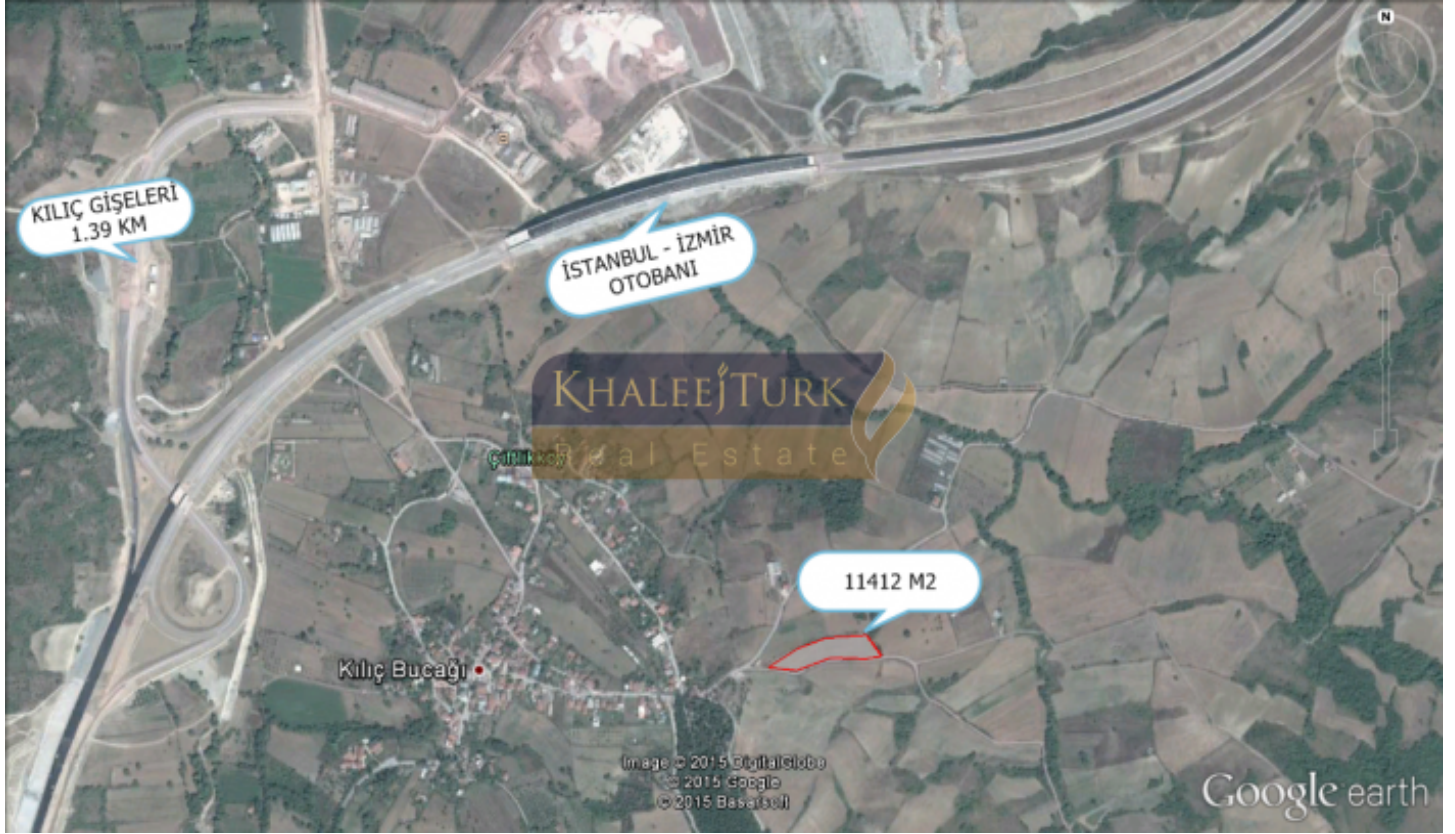 N
KILIÇ GİŞELERİ
1.39 KM
İSTANBUL - İZMİR
OTOBANI
KHALEEJTURK
Real Estate
Çiftlikköy
11412 M2
Kılıç Bucağı
Image © 2015 DigitalGlobe
© 2015 Google
© 2015 Basarsoft
Google earth